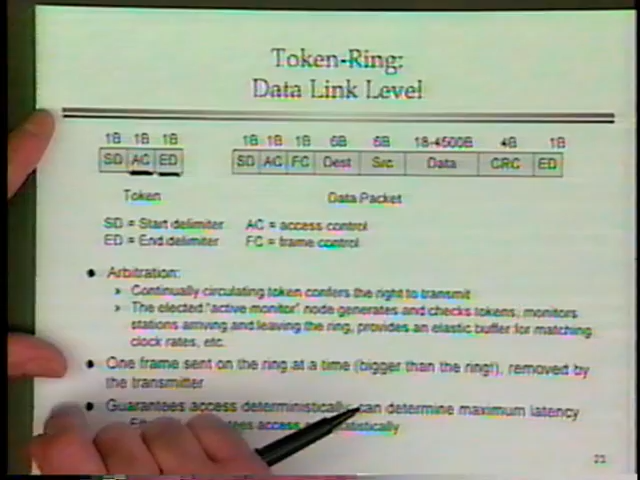 Token-Ring:
Data Link Level
1B 1B 1B 1B 1B 1B 6B 6B 18-4500B 4B 1B
SD AC ED SD AC FC Dest Src Data CRC ED
Token Data Packet
SD = Start delimiter AC = access control
ED = End delimiter FC = frame control
• Arbitration:
» Continually circulating token confers the right to transmit
» The elected "active monitor" node generates and checks tokens, monitors
stations arriving and leaving the ring, provides an elastic buffer for matching
clock rates, etc.
• One frame sent on the ring at a time (bigger than the ring!), removed by
the transmitter
• Guarantees access deterministically can determine maximum latency
access statistically
23